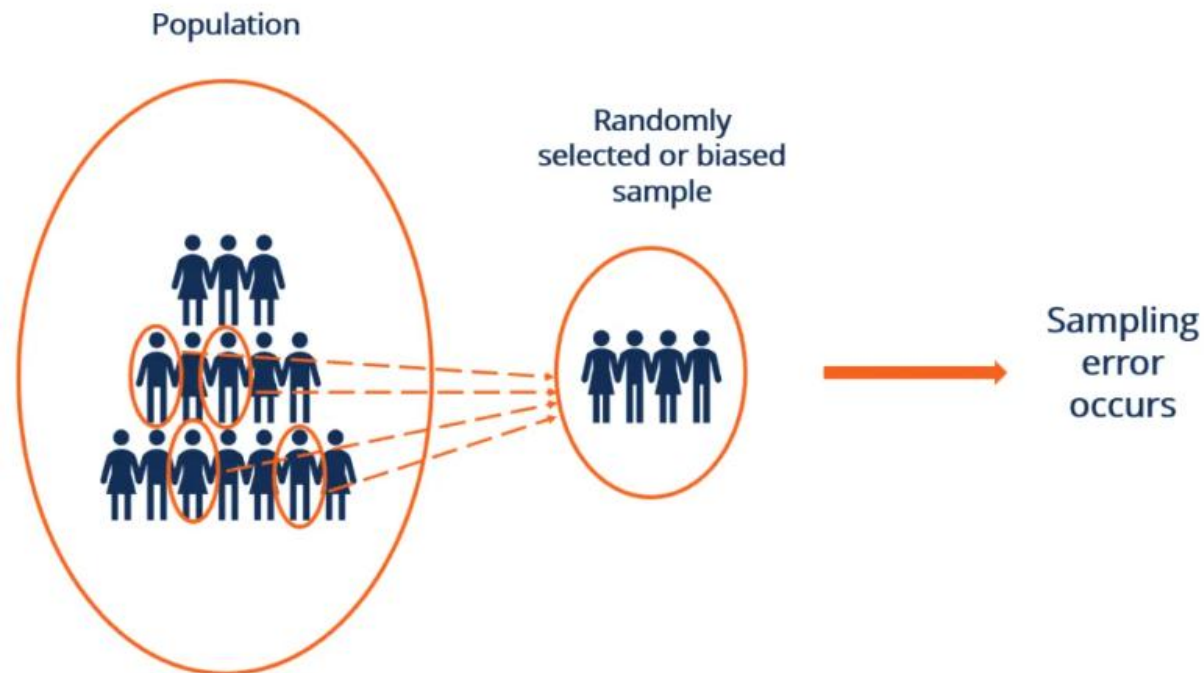 Population
Randomly
selected or biased
sample
Sampling
error
occurs